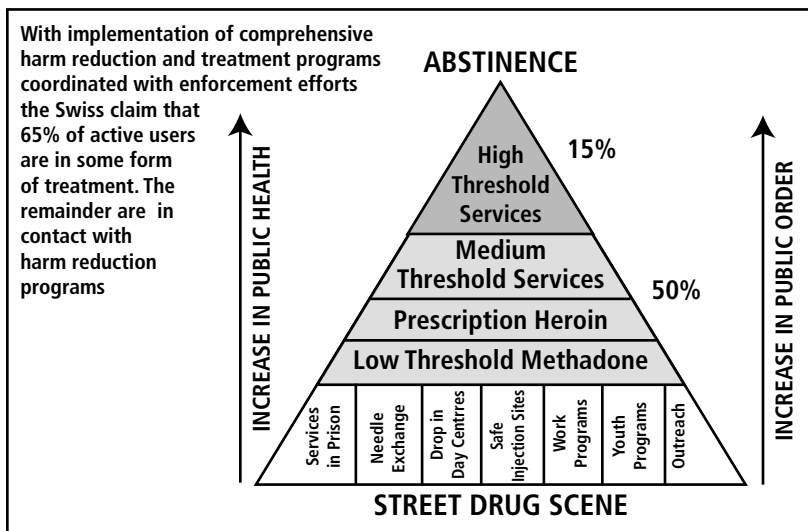 With implementation of comprehensive
harm reduction and treatment programs
coordinated with enforcement efforts
the Swiss claim that
65% of active users
are in some form
of treatment. The
remainder are in
contact with
harm reduction
programs
ABSTINENCE
INCREASE IN PUBLIC HEALTH
High
Threshold
Services
15%
Medium
Threshold Services
50%
Prescription Heroin
Low Threshold Methadone
Services
in Prison
Needle
Exchange
Drop in
Day Centrres
Safe
Injection Sites
Work
Programs
Youth
Programs
Outreach
STREET DRUG SCENE
INCREASE IN PUBLIC ORDER